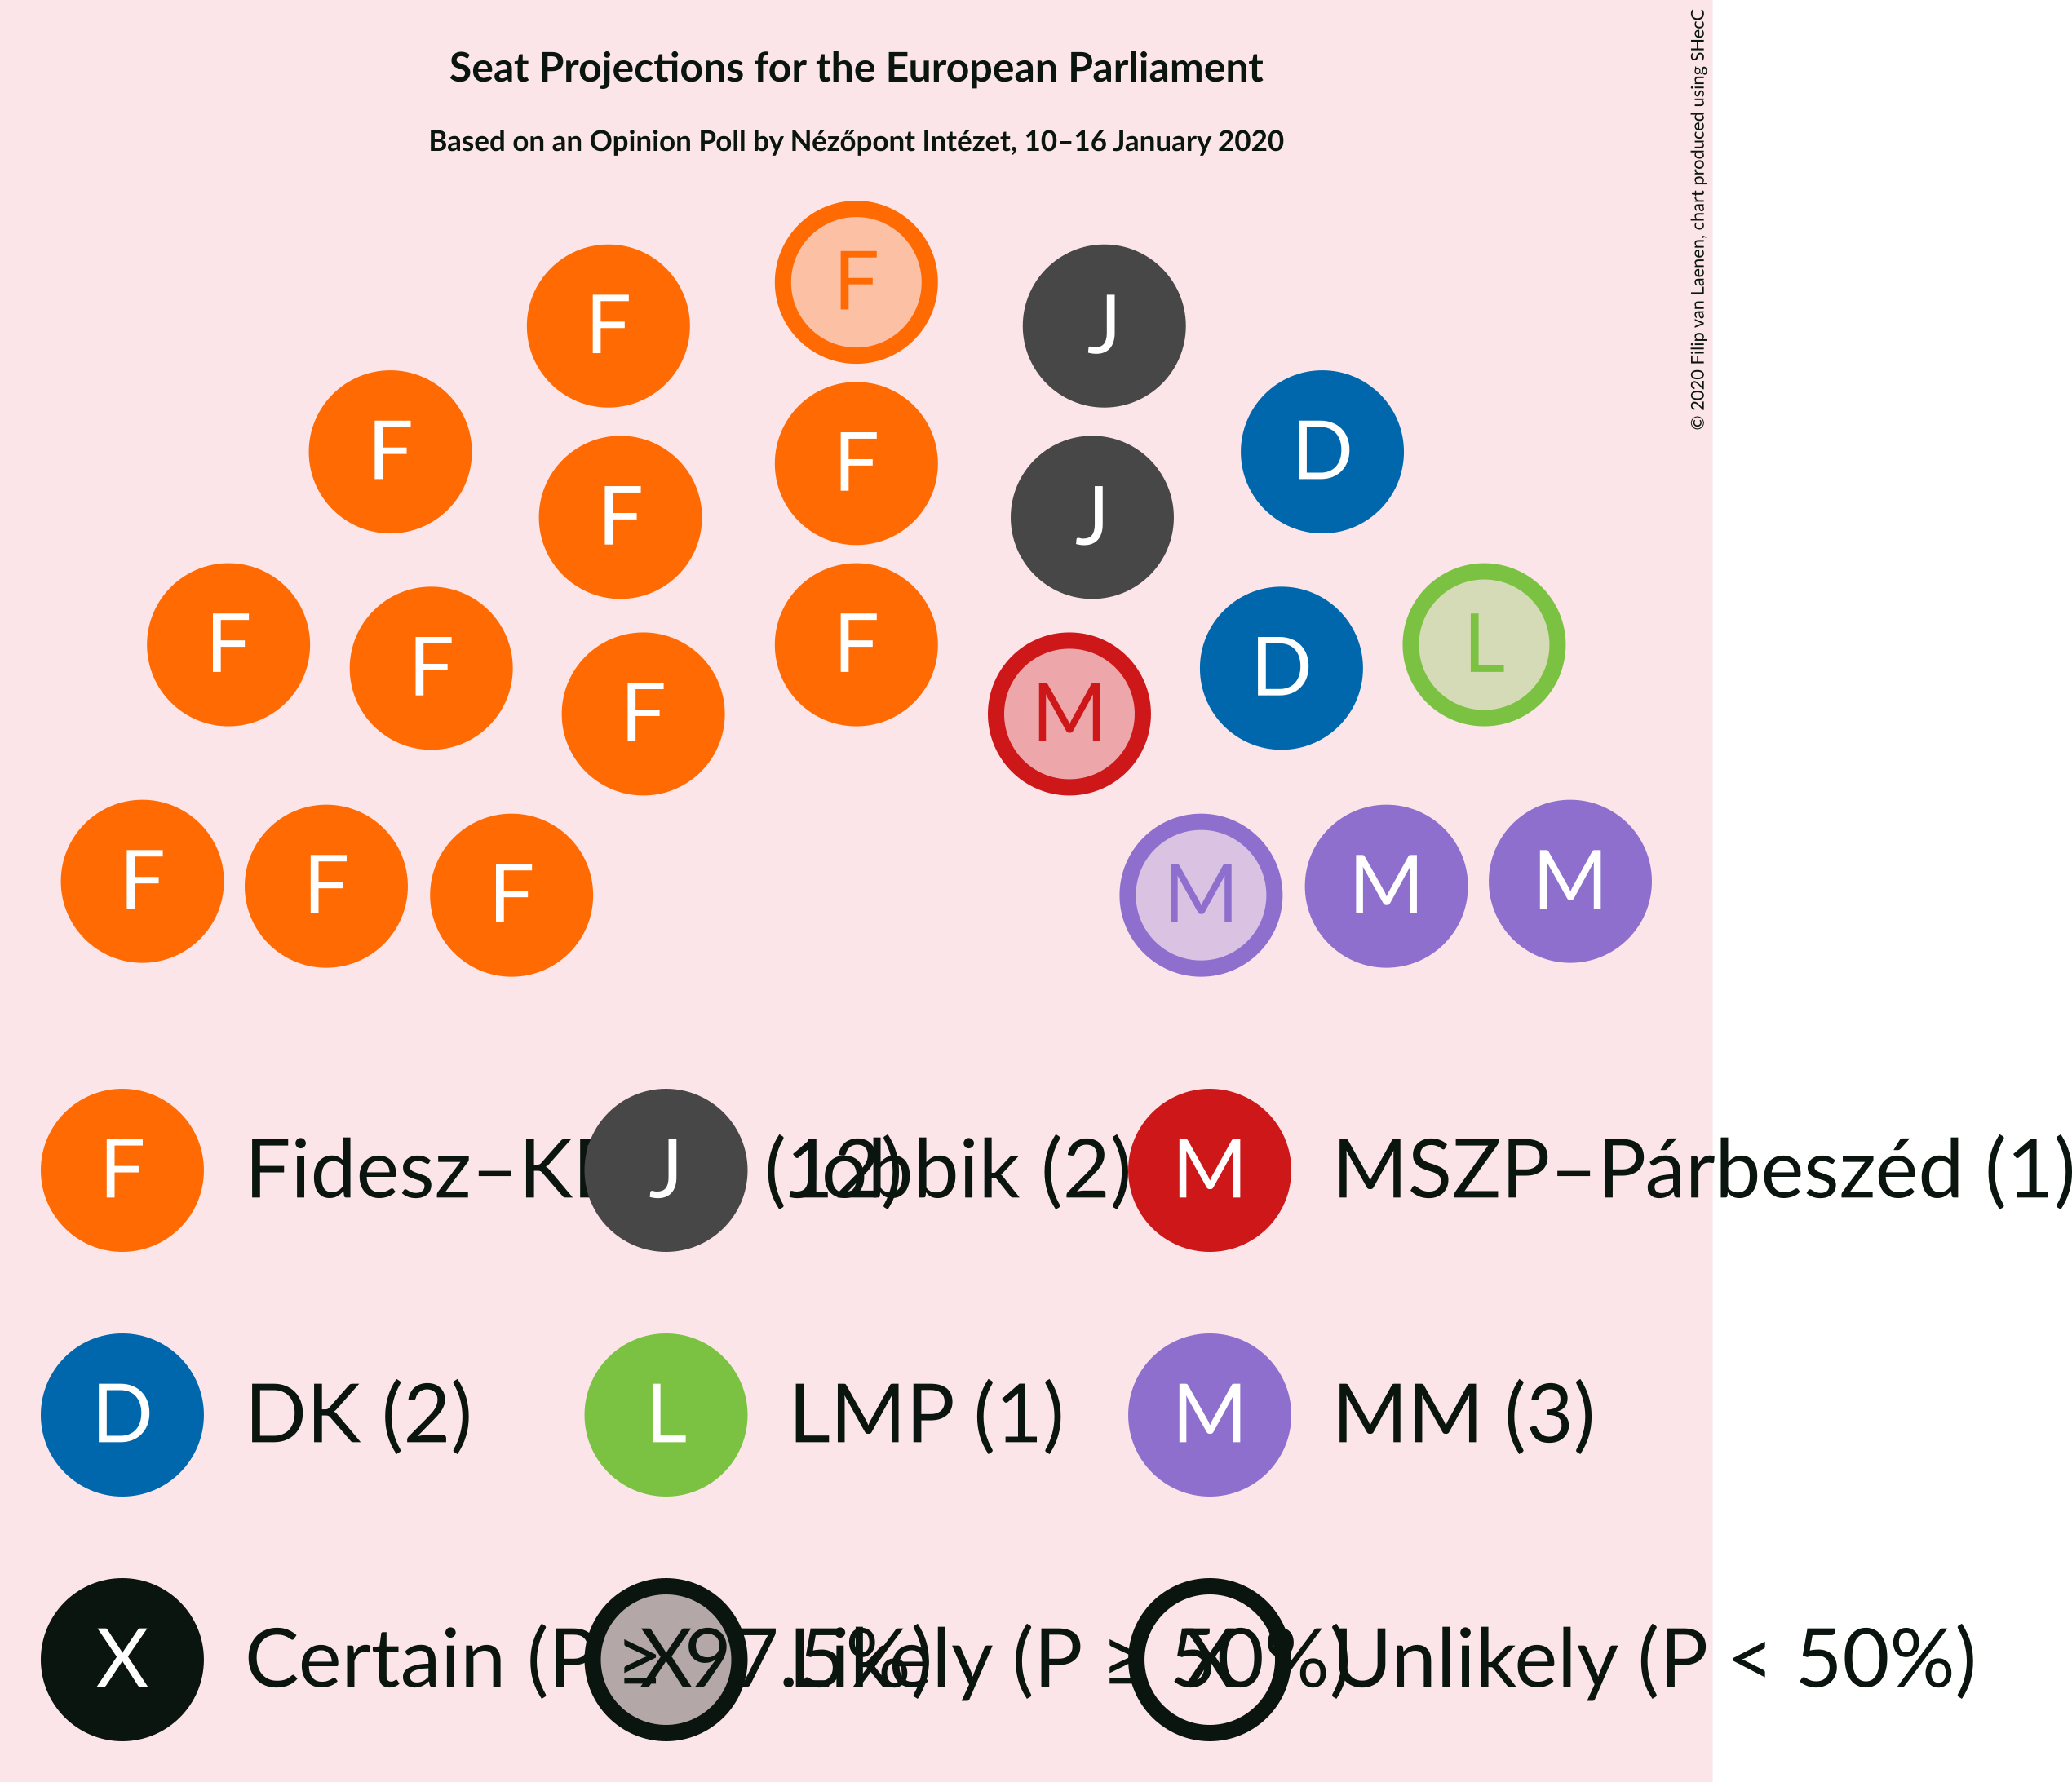 Seat Projections for the European Parliament
Based on an Opinion Poll by Nézőpont Intézet, 10–16 January 2020
© 2020 Filip van Laenen, chart produced using SHecC
F
F J
F D
F J
F
F L
F D
F
F
M
F M
F M
F M
F Fidesz–K (12) J Jobbik (2) M MSZP–Párbeszéd (1)
D DK (2) L LMP (1) M MM (3)
X Certain (P ≥ 97.5%) X Likely (P ≥ 50% X Unlikely (P < 50%)